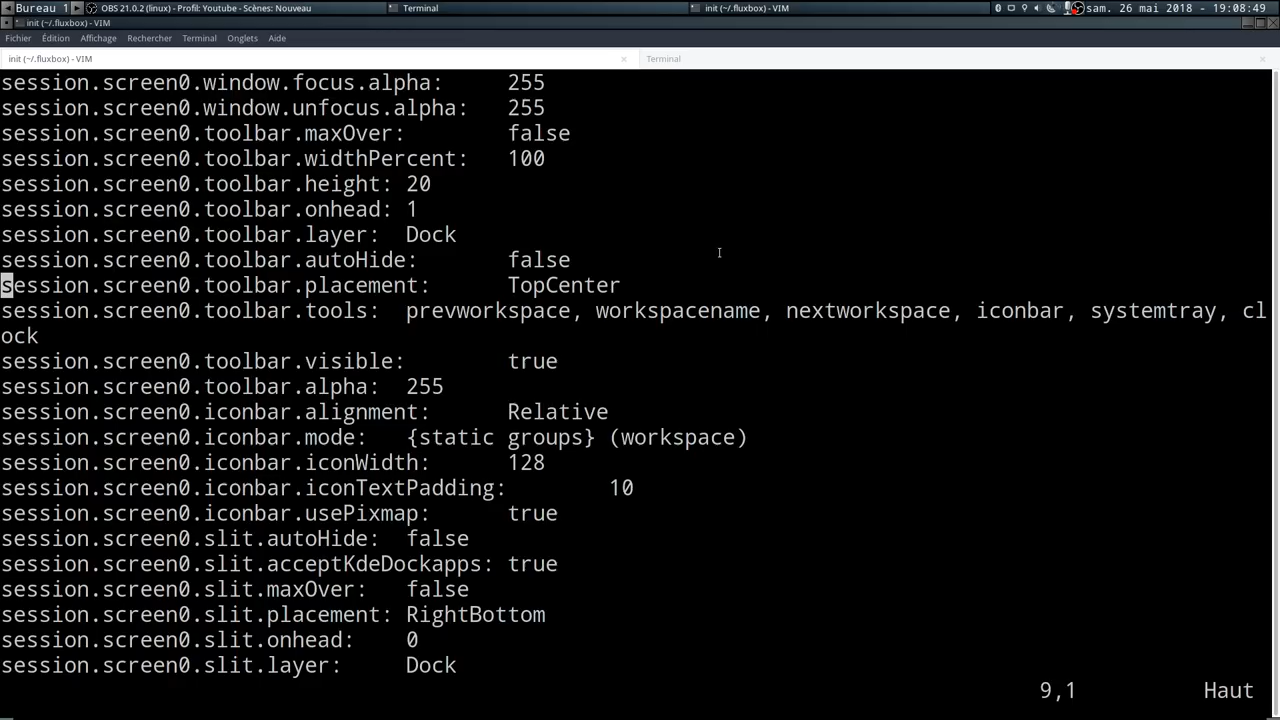 Bureau 1 OBS 21.0.2 (linux) - Profil: Youtube - Scènes: Nouveau Terminal init (~/.fluxbox) - VIM sam. 26 mai 2018 - 19:08:49
init (~/.fluxbox) - VIM
Fichier Édition Affichage Rechercher Terminal Onglets Aide
init (~/.fluxbox) - VIM Terminal
session.screen0.window.focus.alpha: 255
session.screen0.window.unfocus.alpha: 255
session.screen0.toolbar.maxOver: false
session.screen0.toolbar.widthPercent: 100
session.screen0.toolbar.height: 20
session.screen0.toolbar.onhead: 1
session.screen0.toolbar.layer: Dock
session.screen0.toolbar.autoHide: false
session.screen0.toolbar.placement: TopCenter
session.screen0.toolbar.tools: prevworkspace, workspacename, nextworkspace, iconbar, systemtray, cl
ock
session.screen0.toolbar.visible: true
session.screen0.toolbar.alpha: 255
session.screen0.iconbar.alignment: Relative
session.screen0.iconbar.mode: {static groups} (workspace)
session.screen0.iconbar.iconWidth: 128
session.screen0.iconbar.iconTextPadding: 10
session.screen0.iconbar.usePixmap: true
session.screen0.slit.autoHide: false
session.screen0.slit.acceptKdeDockapps: true
session.screen0.slit.maxOver: false
session.screen0.slit.placement: RightBottom
session.screen0.slit.onhead: 0
session.screen0.slit.layer: Dock
9,1 Haut